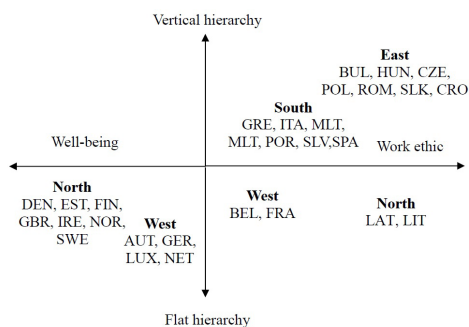 Vertical hierarchy
East
BUL, HUN, CZE,
POL, ROM, SLK, CRO
South
GRE, ITA, MLT,
MLT, POR, SLV,SPA
Well-being
Work ethic
North
DEN, EST, FIN,
GBR, IRE, NOR,
SWE
West
AUT, GER,
LUX, NET
West
BEL, FRA
North
LAT, LIT
Flat hierarchy